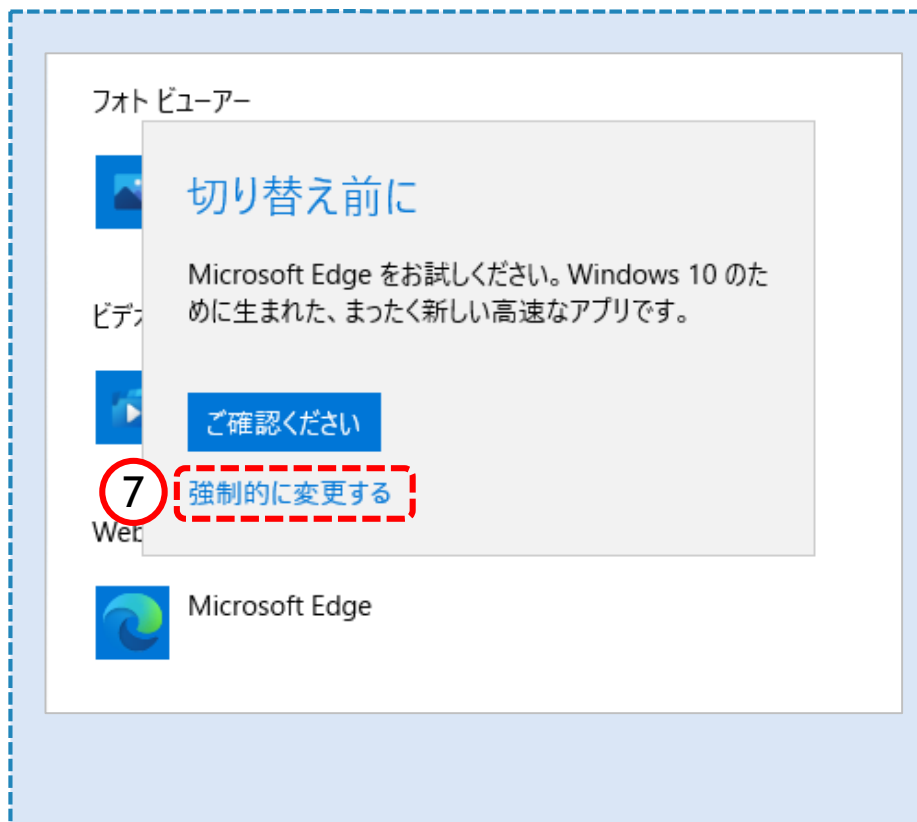 フォト ビューアー
切り替え前に
Microsoft Edge をお試しください。Windows 10 のた
めに生まれた、まったく新しい高速なアプリです。
ビデ
ご確認ください
7
強制的に変更する
Web
Microsoft Edge